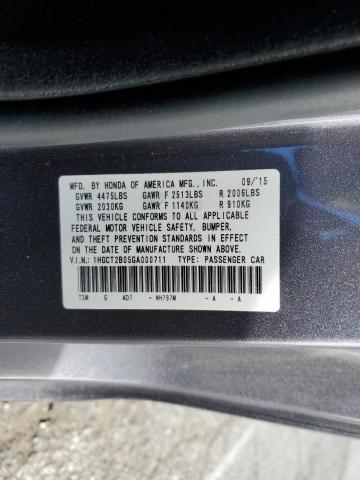 MFD. BY HONDA OF AMERICA MFG., INC. 09/'15
GVWR 4475LBS GAWR F 2513LBS R 2006LBS
GVWR 2030KG GAWR F 1140KG R 910KG
THIS VEHICLE CONFORMS TO ALL APPLICABLE
FEDERAL MOTOR VEHICLE SAFETY, BUMPER,
AND THEFT PREVENTION STANDARDS IN EFFECT
ON THE DATE OF MANUFACTURE SHOWN ABOVE.
V.I.N.: 1HGCT2B05GA000711 TYPE: PASSENGER CAR
T3M G AD7 - NH797M - A - A